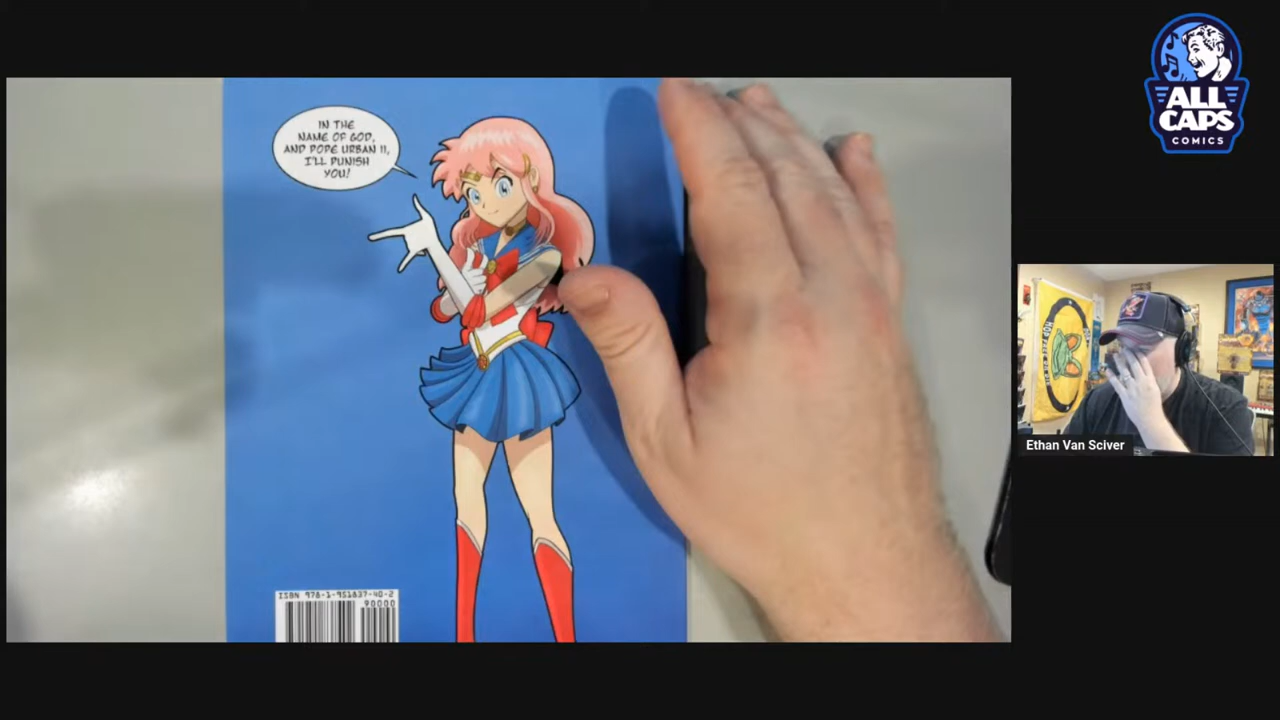 IN THE
NAME OF GOD,
AND POPE URBAN II,
I'LL PUNISH
YOU!
ISBN 978-1-951837-40-2
90000
ALL
CAPS
COMICS
Ethan Van Sciver